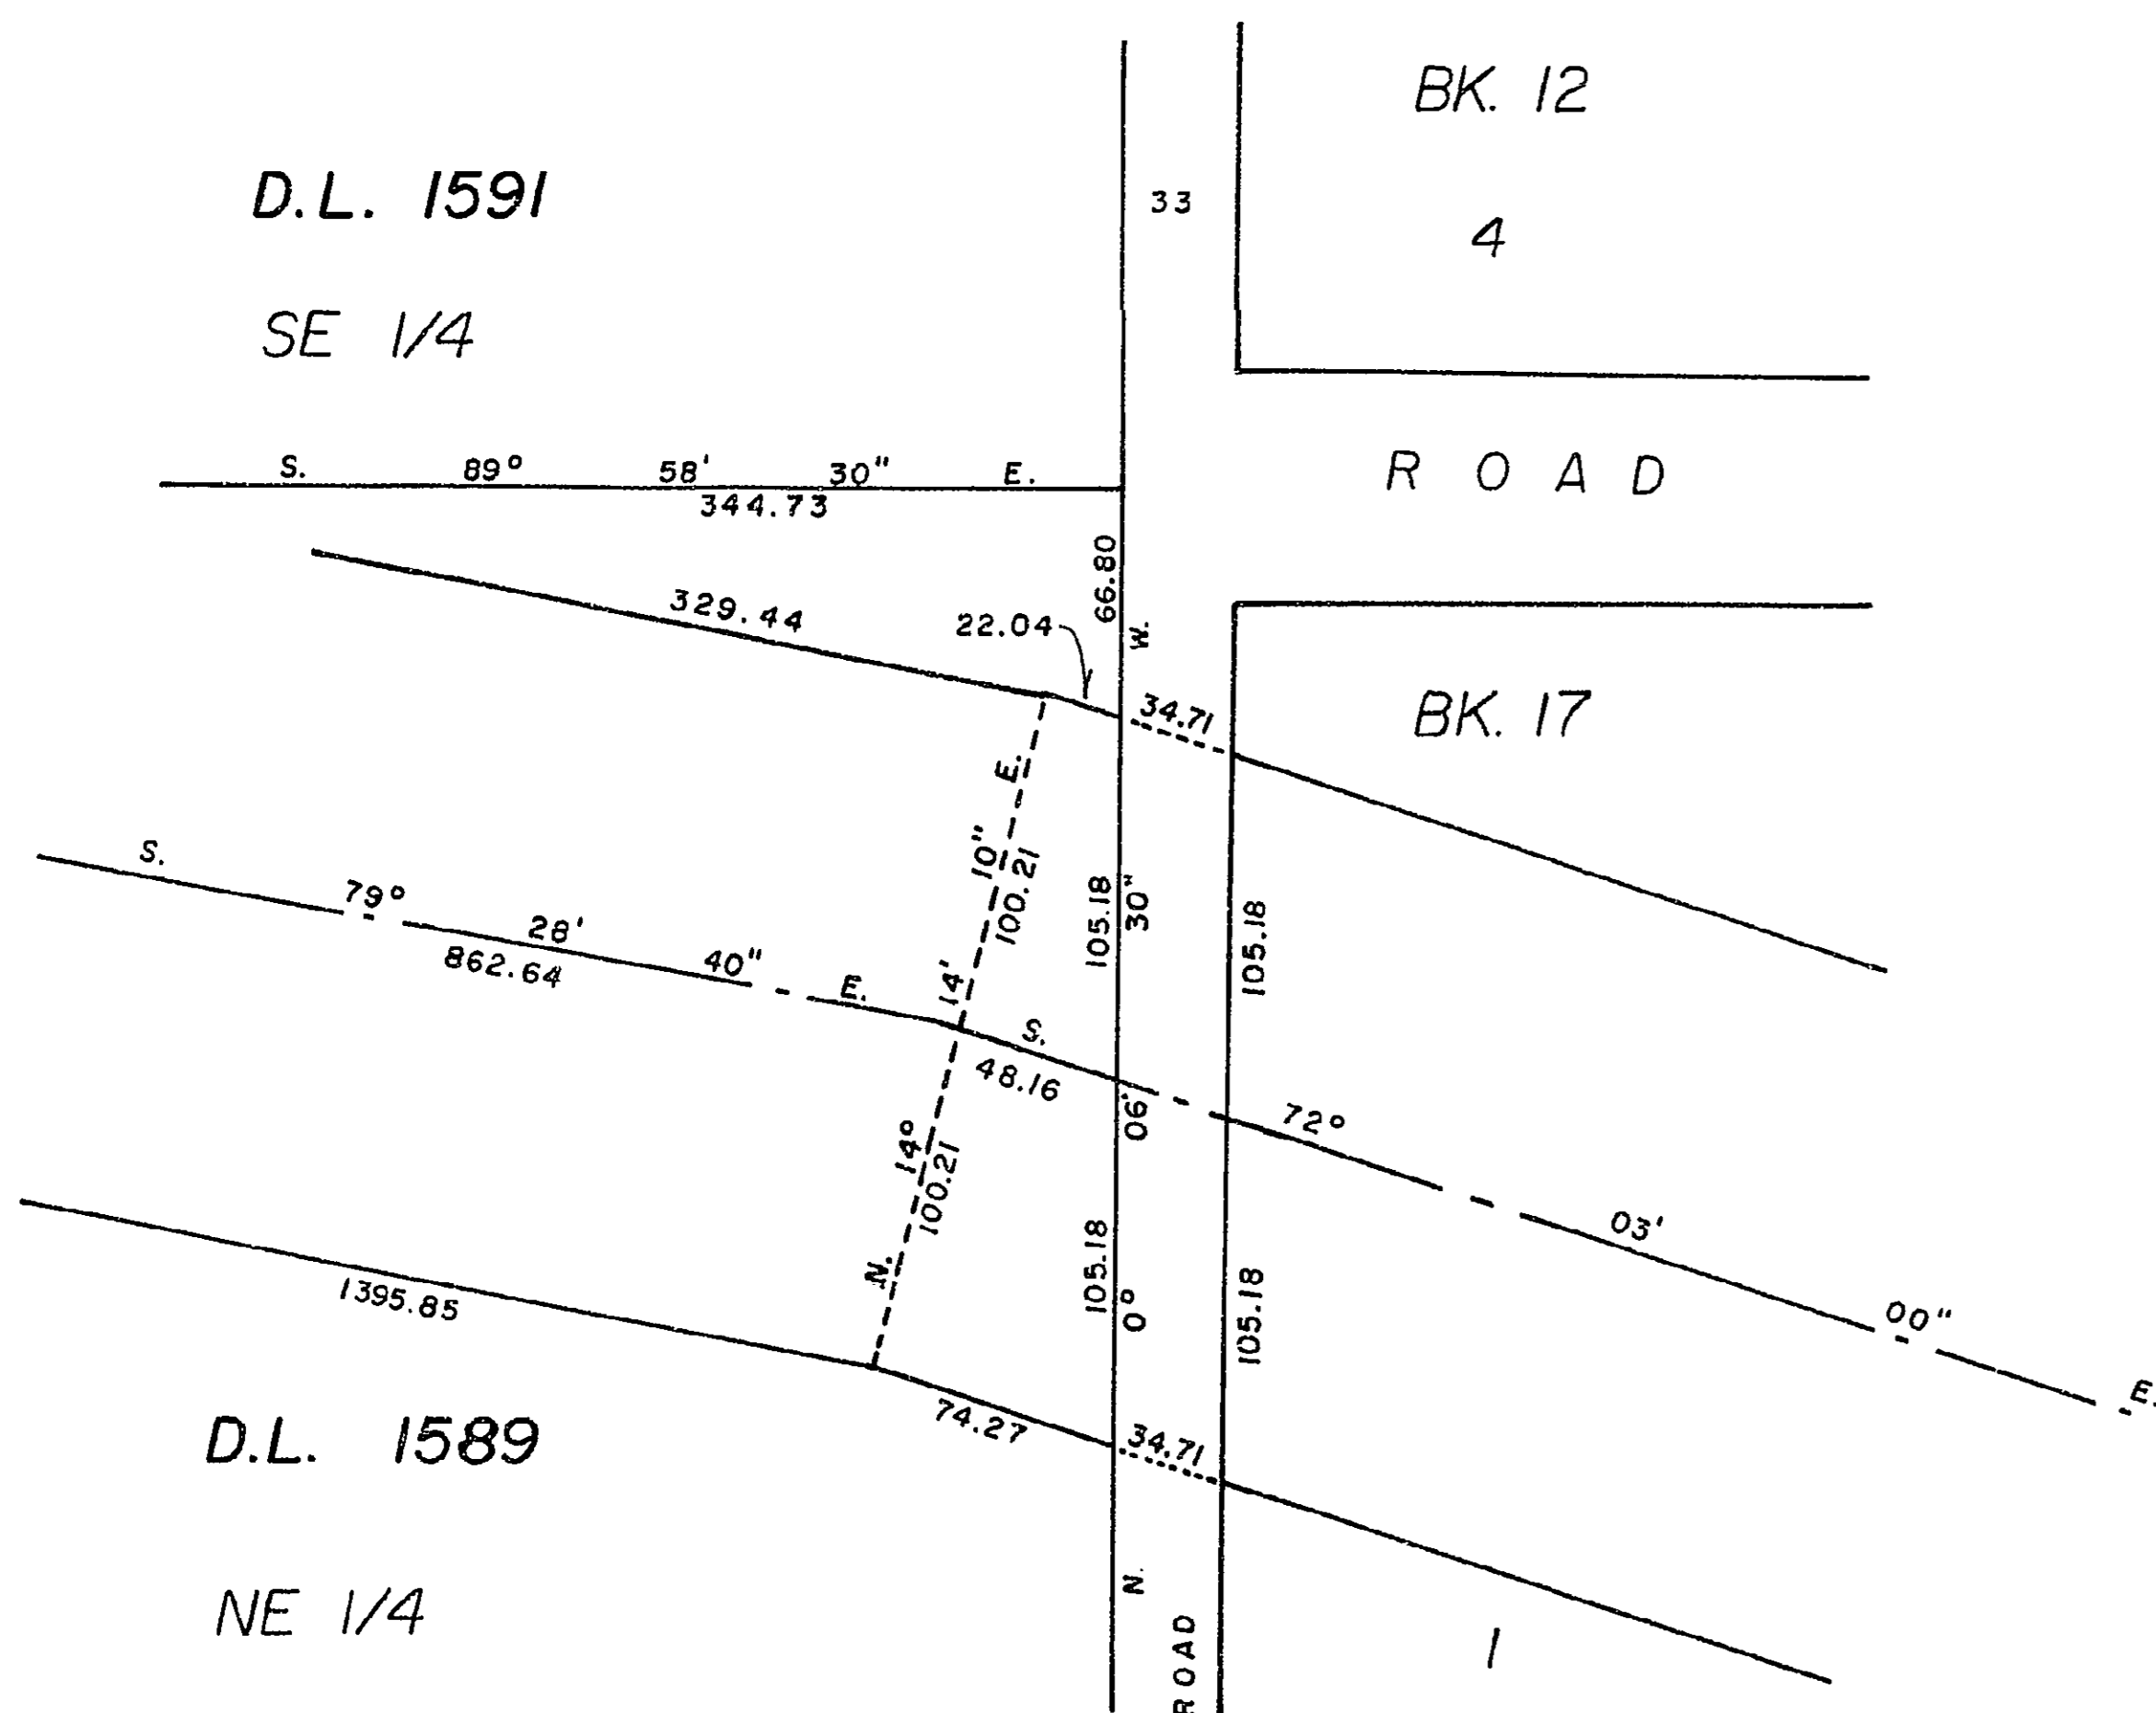 BK. 12
D.L. 1591
33
4
SE 1/4
S. 89° 58' 30" E.
344.73
ROAD
66.80
329.44
22.04
34.71
BK. 17
N. 0° 06' 30" W.
N. 14° 14' 10" E.
100.21
105.18
105.18
S. 79° 28' 40" E.
862.64
S. 72° 03' 00" E.
48.16
100.21
105.18
105.18
1395.85
74.27
34.71
D.L. 1589
NE 1/4
1
ROAD